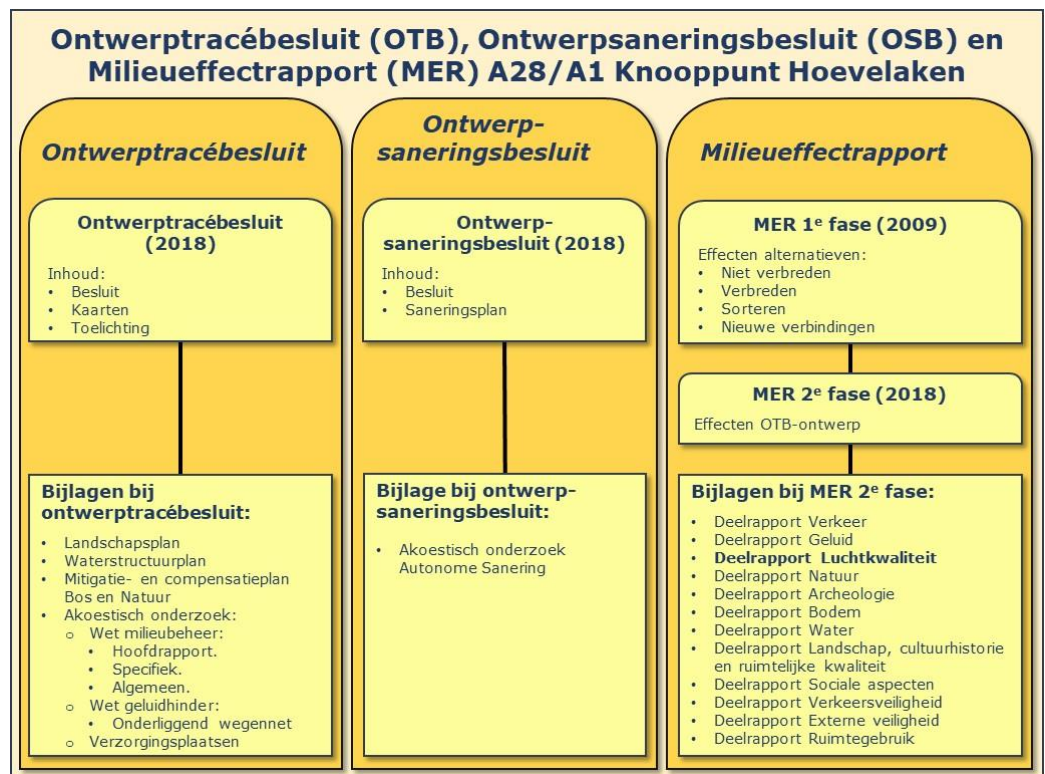 Ontwerptracébesluit (OTB), Ontwerpsaneringsbesluit (OSB) en
Milieueffectrapport (MER) A28/A1 Knooppunt Hoevelaken
Ontwerptracébesluit
Ontwerptracébesluit
(2018)
Inhoud:
• Besluit
• Kaarten
• Toelichting
Bijlagen bij
ontwerptracébesluit:
• Landschapsplan
• Waterstructuurplan
• Mitigatie- en compensatieplan
Bos en Natuur
• Akoestisch onderzoek:
o Wet milieubeheer:
• Hoofdrapport.
• Specifiek.
• Algemeen.
o Wet geluidhinder:
• Onderliggend wegennet
o Verzorgingsplaatsen
Ontwerp-
saneringsbesluit
Ontwerp-
saneringsbesluit (2018)
Inhoud:
• Besluit
• Saneringsplan
Bijlage bij ontwerp-
saneringsbesluit:
• Akoestisch onderzoek
Autonome Sanering
Milieueffectrapport
MER 1e fase (2009)
Effecten alternatieven:
• Niet verbreden
• Verbreden
• Sorteren
• Nieuwe verbindingen
MER 2e fase (2018)
Effecten OTB-ontwerp
Bijlagen bij MER 2e fase:
• Deelrapport Verkeer
• Deelrapport Geluid
• Deelrapport Luchtkwaliteit
• Deelrapport Natuur
• Deelrapport Archeologie
• Deelrapport Bodem
• Deelrapport Water
• Deelrapport Landschap, cultuurhistorie
en ruimtelijke kwaliteit
• Deelrapport Sociale aspecten
• Deelrapport Verkeersveiligheid
• Deelrapport Externe veiligheid
• Deelrapport Ruimtegebruik